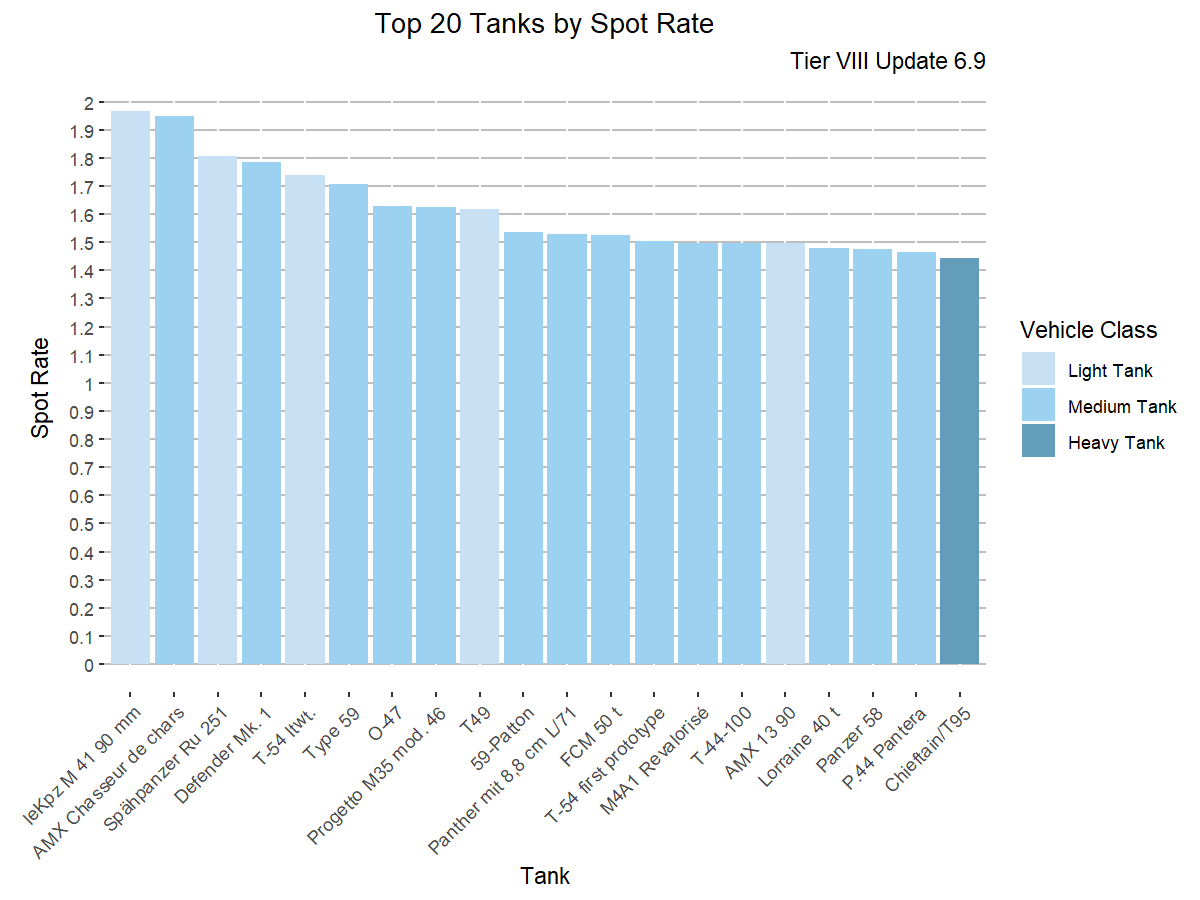 Top 20 Tanks by Spot Rate
Tier VIII Update 6.9
2
1.9
1.8
1.7
1.6
1.5
1.4
1.3
1.2
1.1
1
0.9
0.8
0.7
0.6
0.5
0.4
0.3
0.2
0.1
0
Spot Rate
leKpz M 41 90 mm
AMX Chasseur de chars
Spähpanzer Ru 251
Defender Mk. 1
T-54 ltwt.
Type 59
O-47
Progetto M35 mod. 46
T49
59-Patton
Panther mit 8,8 cm L/71
FCM 50 t
T-54 first prototype
M4A1 Revalorisé
T-44-100
AMX 13 90
Lorraine 40 t
Panzer 58
P.44 Pantera
Chieftain/T95
Tank
Vehicle Class
Light Tank
Medium Tank
Heavy Tank